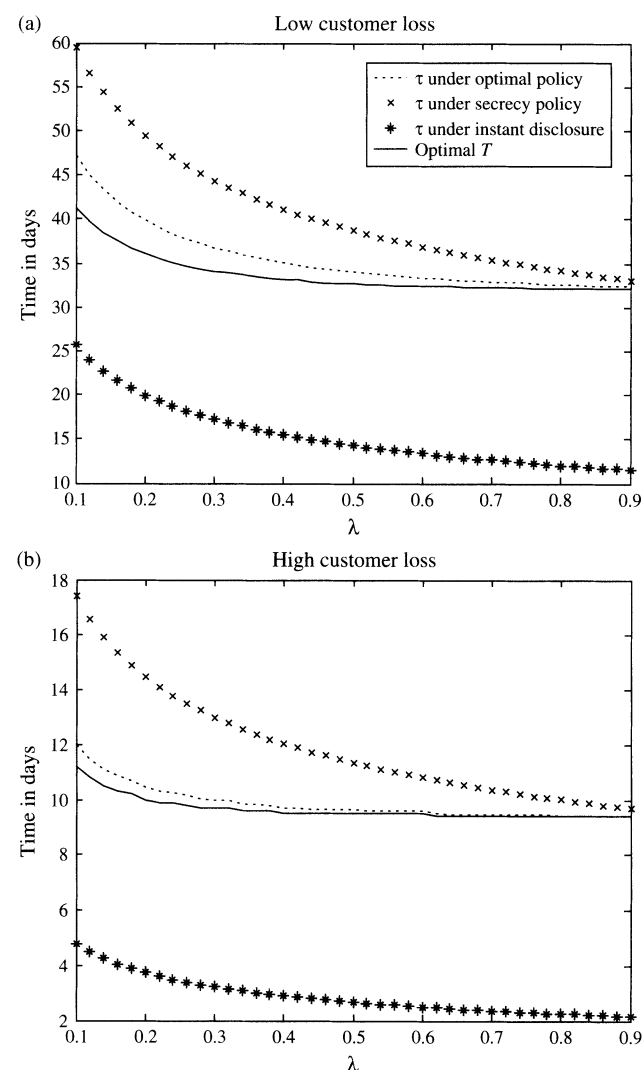 (a)
Low customer loss
60
55
50
45
40
35
30
25
20
15
10
Time in days
τ under optimal policy
τ under secrecy policy
τ under instant disclosure
Optimal T
0.1 0.2 0.3 0.4 0.5 0.6 0.7 0.8 0.9
λ
(b)
High customer loss
18
16
14
12
10
8
6
4
2
Time in days
0.1 0.2 0.3 0.4 0.5 0.6 0.7 0.8 0.9
λ